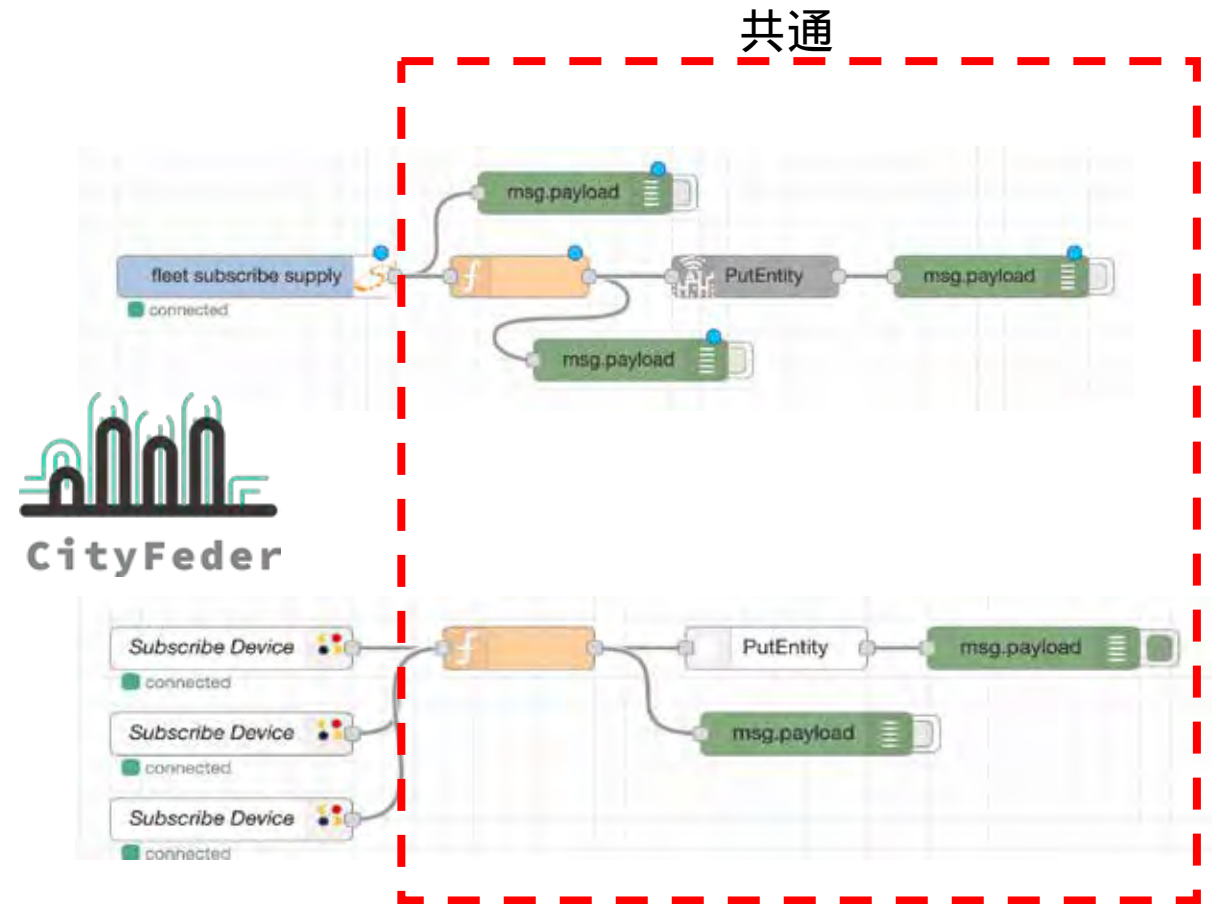 共通
msg.payload
fleet subscribe supply
PutEntity
msg.payload
connected
msg.payload
CityFeder
Subscribe Device
PutEntity
msg.payload
connected
Subscribe Device
msg.payload
connected
Subscribe Device
connected